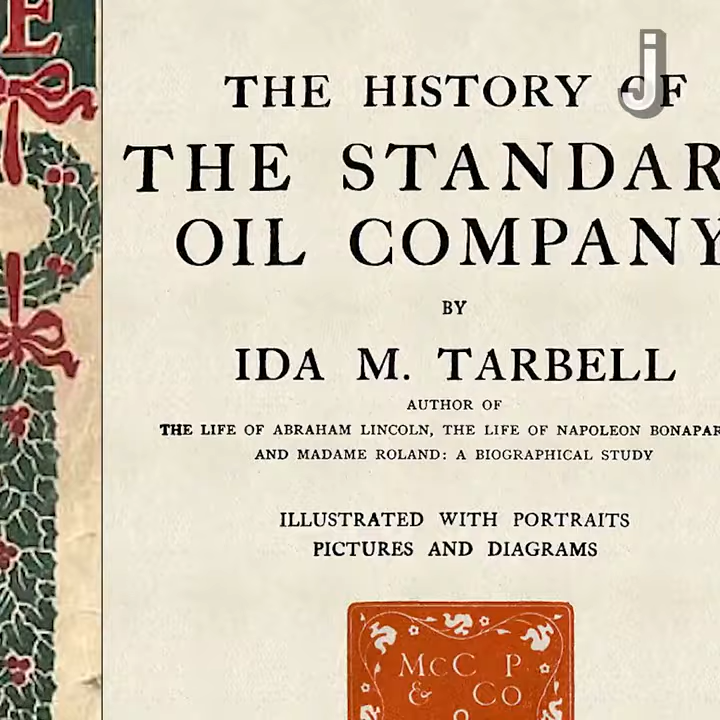 E
j
THE HISTORY OF
THE STANDAR
OIL COMPANY
BY
IDA M. TARBELL
AUTHOR OF
THE LIFE OF ABRAHAM LINCOLN, THE LIFE OF NAPOLEON BONAPAR
AND MADAME ROLAND: A BIOGRAPHICAL STUDY
ILLUSTRATED WITH PORTRAITS
PICTURES AND DIAGRAMS
McC P
& CO